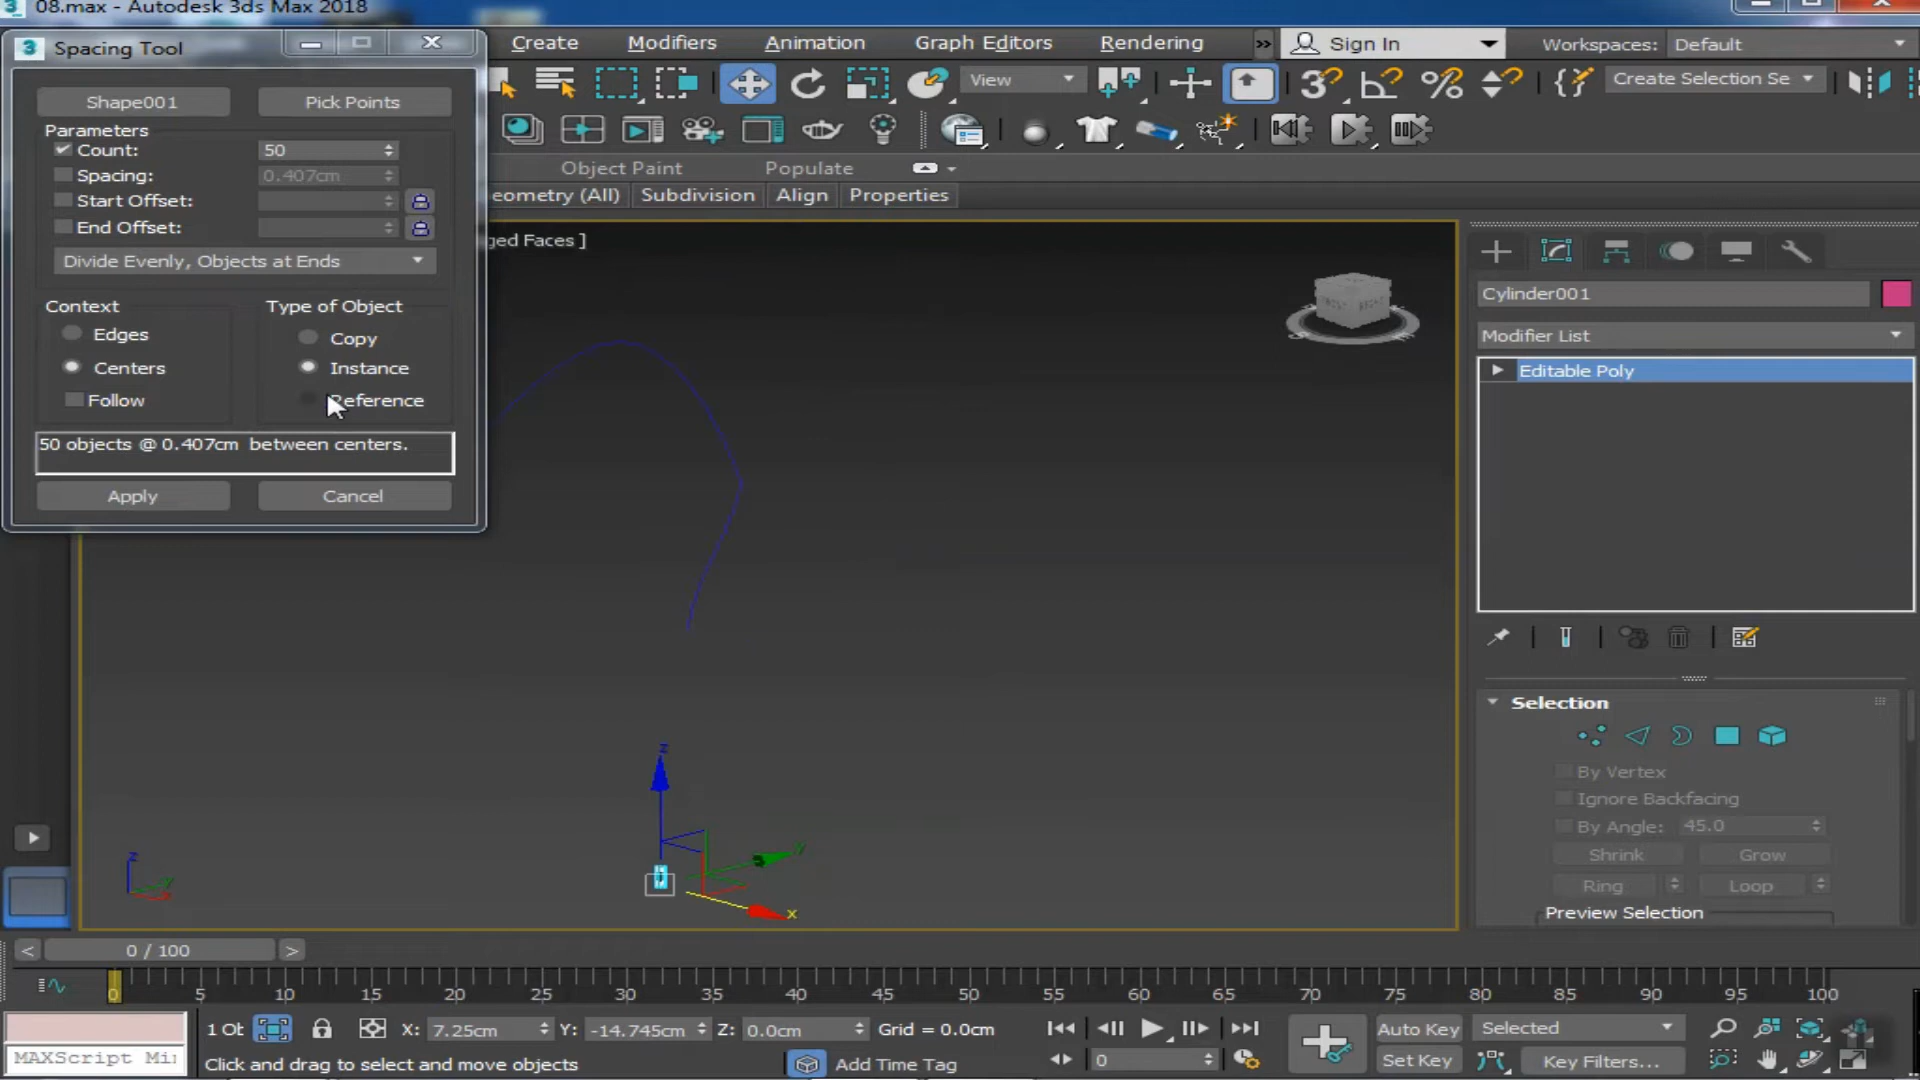 08.max - Autodesk 3ds Max 2018
Spacing Tool
Create Modifiers Animation Graph Editors Rendering » Sign In Workspaces: Default
View Create Selection Se
Shape001 Pick Points
Parameters
Count: 50
Spacing: 0.407cm
Start Offset:
End Offset:
Divide Evenly, Objects at Ends
Context Type of Object
Edges Copy
Centers Instance
Follow Reference
50 objects @ 0.407cm between centers.
Apply Cancel
Object Paint Populate
eometry (All) Subdivision Align Properties
ged Faces ]
Cylinder001
Modifier List
Editable Poly
Selection
By Vertex
Ignore Backfacing
By Angle: 45.0
Shrink Grow
Ring Loop
Preview Selection
z
y
x
z
y
x
< 0 / 100 >
0 5 10 15 20 25 30 35 40 45 50 55 60 65 70 75 80 85 90 95 100
1 Ob X: 7.25cm Y: -14.745cm Z: 0.0cm Grid = 0.0cm Auto Key Selected
MAXScript Mi: Click and drag to select and move objects Add Time Tag 0 Set Key Key Filters...